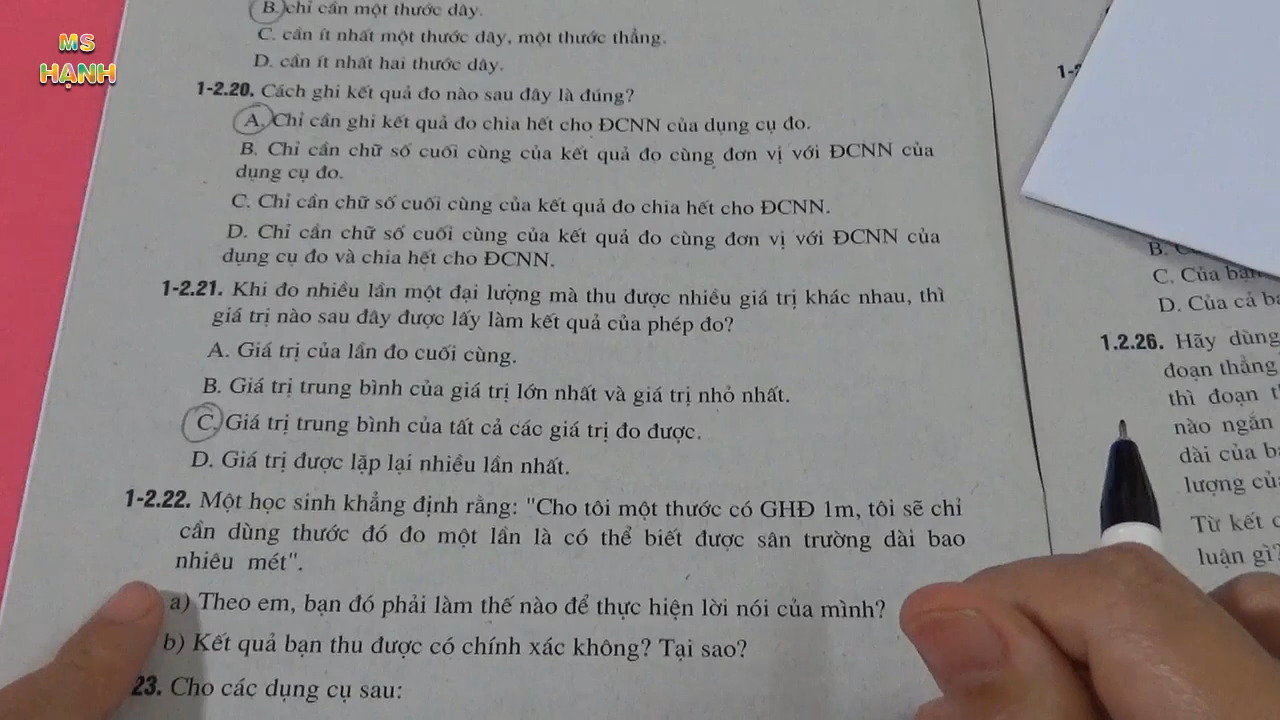 MS
HẠNH
B. chỉ cần một thước dây.
C. cần ít nhất một thước dây, một thước thẳng.
D. cần ít nhất hai thước dây.
1-2.20. Cách ghi kết quả đo nào sau đây là đúng?
A. Chỉ cần ghi kết quả đo chia hết cho ĐCNN của dụng cụ đo.
B. Chỉ cần chữ số cuối cùng của kết quả đo cùng đơn vị với ĐCNN của
dụng cụ đo.
C. Chỉ cần chữ số cuối cùng của kết quả đo chia hết cho ĐCNN.
D. Chỉ cần chữ số cuối cùng của kết quả đo cùng đơn vị với ĐCNN của
dụng cụ đo và chia hết cho ĐCNN.
1-2.21. Khi đo nhiều lần một đại lượng mà thu được nhiều giá trị khác nhau, thì
giá trị nào sau đây được lấy làm kết quả của phép đo?
A. Giá trị của lần đo cuối cùng.
B. Giá trị trung bình của giá trị lớn nhất và giá trị nhỏ nhất.
C. Giá trị trung bình của tất cả các giá trị đo được.
D. Giá trị được lặp lại nhiều lần nhất.
1-2.22. Một học sinh khẳng định rằng: "Cho tôi một thước có GHĐ 1m, tôi sẽ chỉ
cần dùng thước đó đo một lần là có thể biết được sân trường dài bao
nhiêu mét".
a) Theo em, bạn đó phải làm thế nào để thực hiện lời nói của mình?
b) Kết quả bạn thu được có chính xác không? Tại sao?
23. Cho các dụng cụ sau:
B.
C. Của bạn
D. Của cả
1.2.26. Hãy dùng
đoạn thẳng
thì đoạn
nào ngắn
dài của
lượng
Từ kết
luận gì?